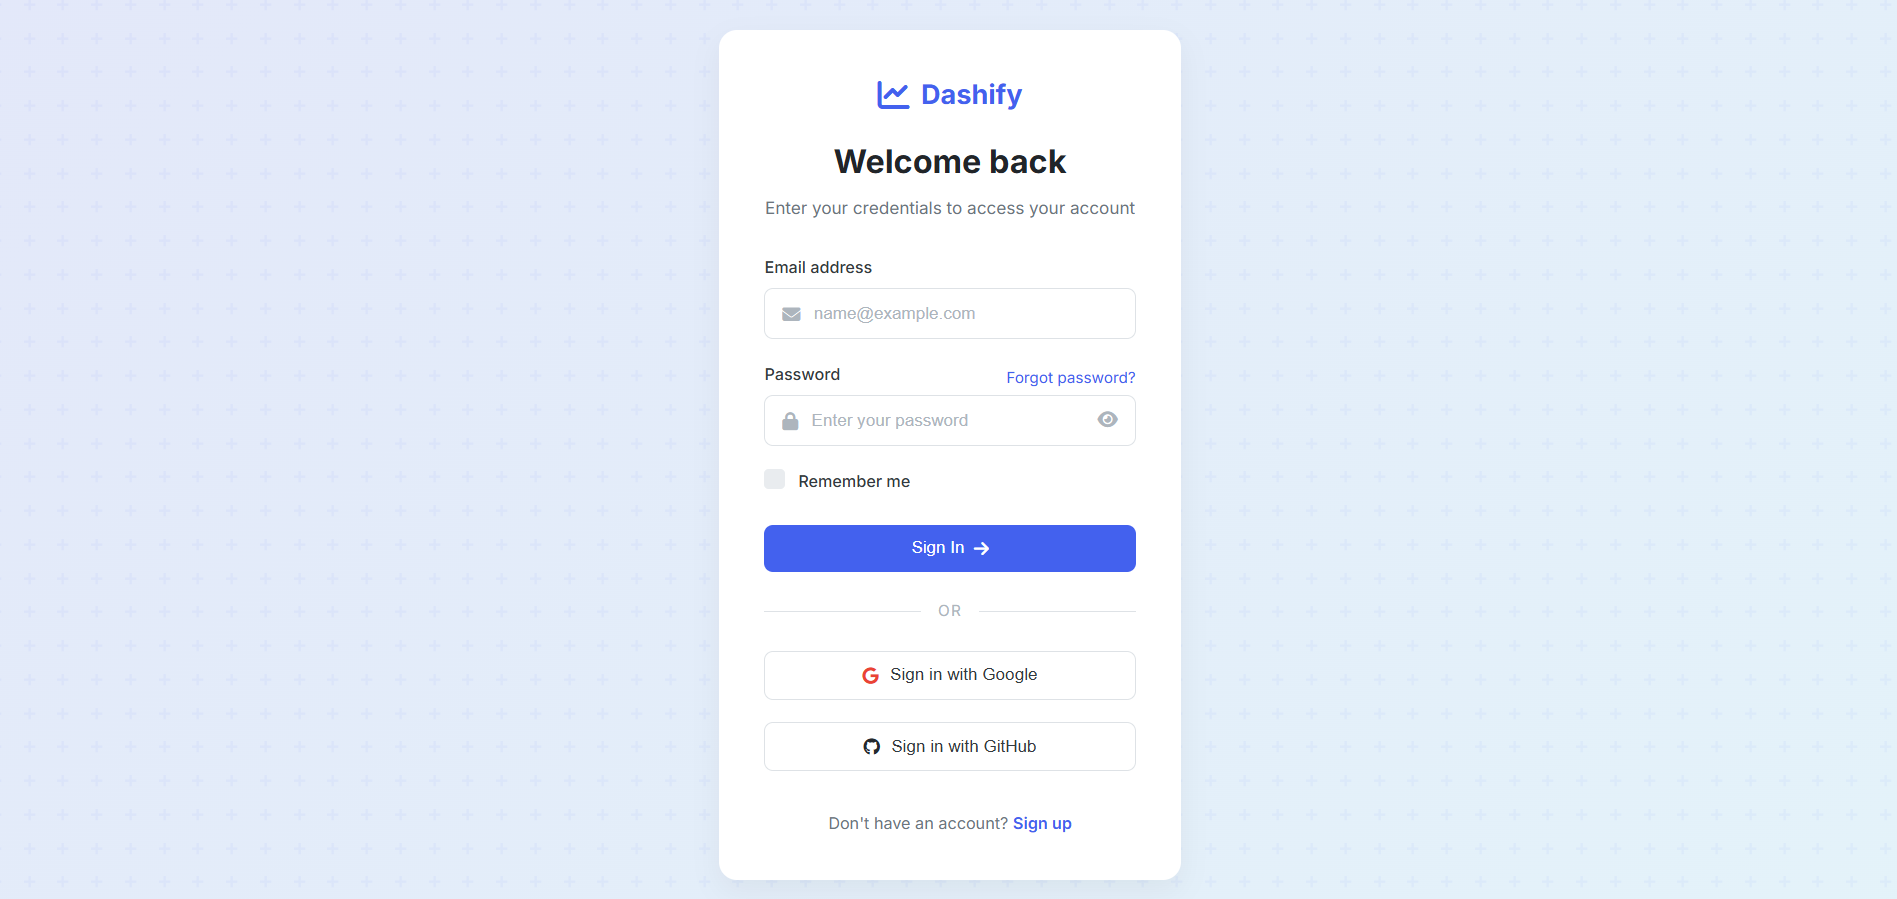 Dashify
Welcome back
Enter your credentials to access your account
Email address
name@example.com
Password
Forgot password?
Enter your password
Remember me
Sign In
OR
Sign in with Google
Sign in with GitHub
Don't have an account? Sign up